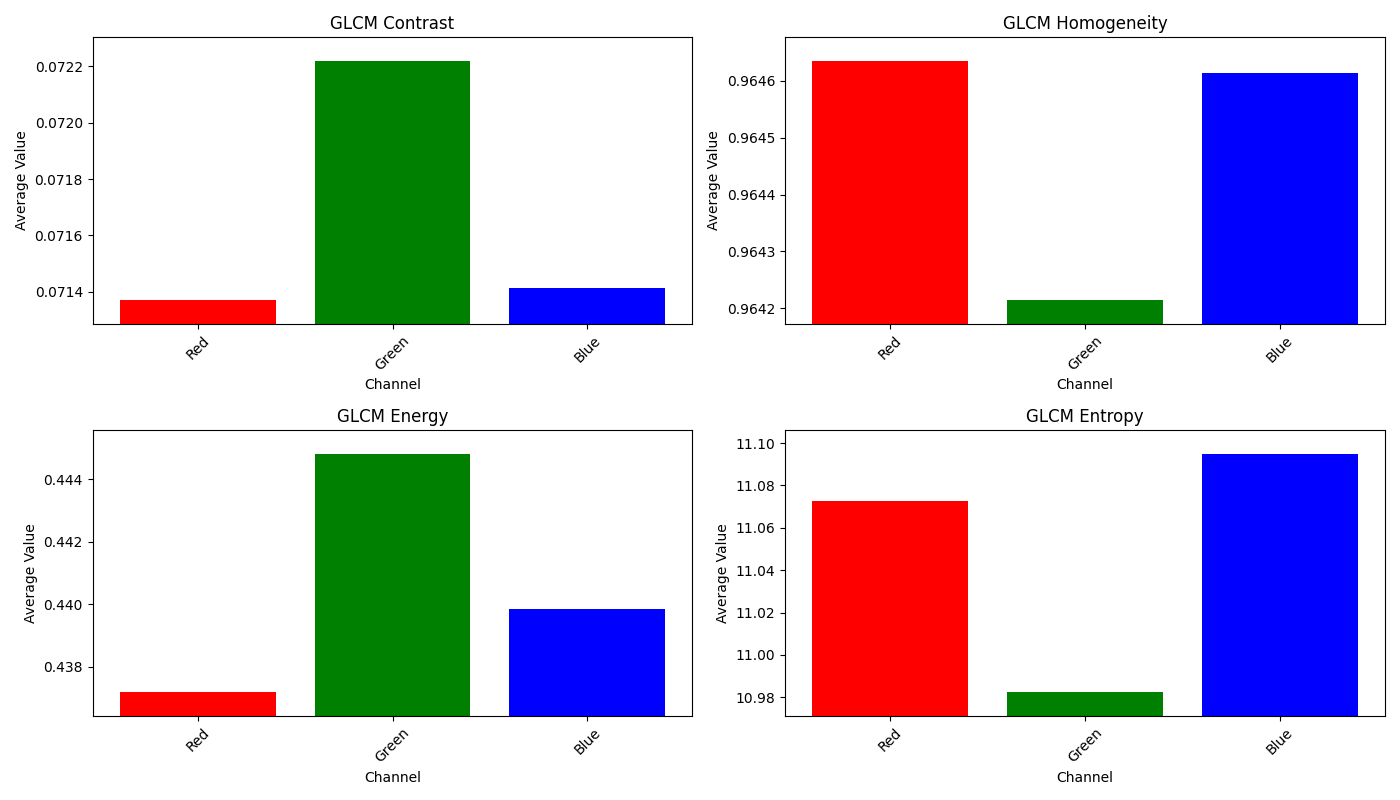 GLCM Contrast
Average Value
0.0722
0.0720
0.0718
0.0716
0.0714
Red
Green
Blue
Channel
GLCM Homogeneity
Average Value
0.9646
0.9645
0.9644
0.9643
0.9642
Red
Green
Blue
Channel
GLCM Energy
Average Value
0.444
0.442
0.440
0.438
Red
Green
Blue
Channel
GLCM Entropy
Average Value
11.10
11.08
11.06
11.04
11.02
11.00
10.98
Red
Green
Blue
Channel